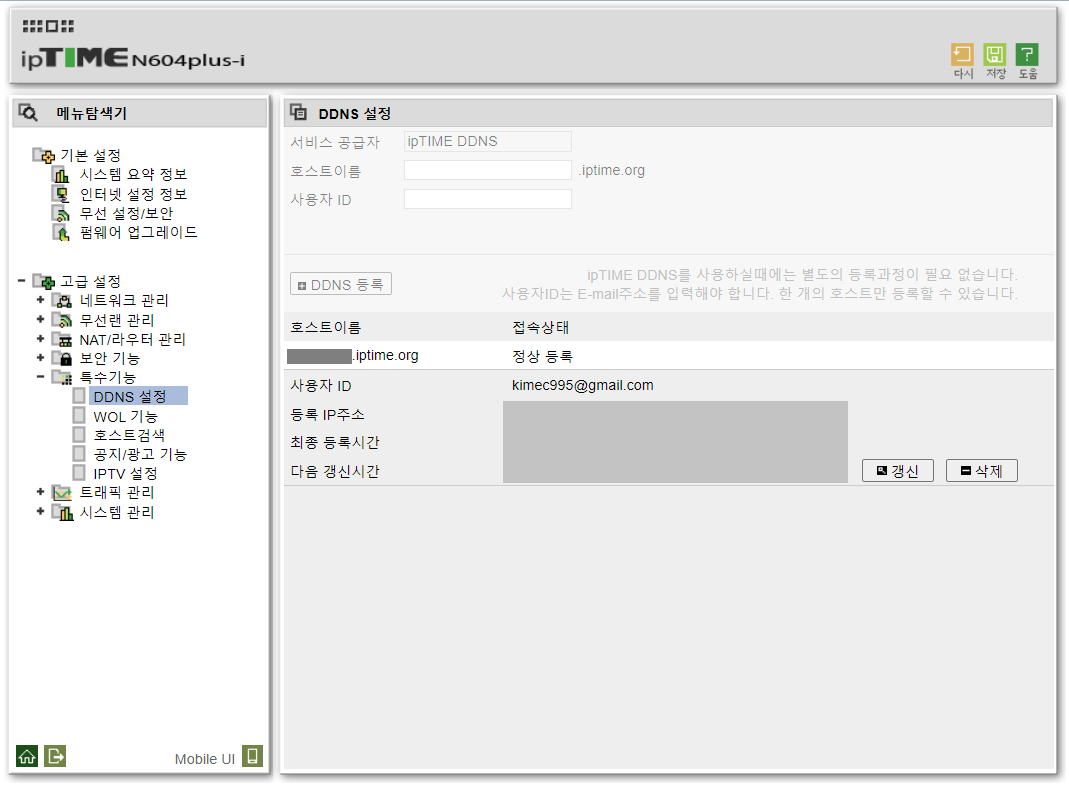 ipTIME N604plus-i
다시 저장 도움
메뉴탐색기
기본 설정
시스템 요약 정보
인터넷 설정 정보
무선 설정/보안
펌웨어 업그레이드
고급 설정
네트워크 관리
무선랜 관리
NAT/라우터 관리
보안 기능
특수기능
DDNS 설정
WOL 기능
호스트검색
공지/광고 기능
IPTV 설정
트래픽 관리
시스템 관리
Mobile UI
DDNS 설정
서비스 공급자 ipTIME DDNS
호스트이름 .iptime.org
사용자 ID
DDNS 등록
ipTIME DDNS를 사용하실때에는 별도의 등록과정이 필요 없습니다.
사용자ID는 E-mail주소를 입력해야 합니다. 한 개의 호스트만 등록할 수 있습니다.
호스트이름 접속상태
.iptime.org 정상 등록
사용자 ID kimec995@gmail.com
등록 IP주소
최종 등록시간
다음 갱신시간 갱신 삭제